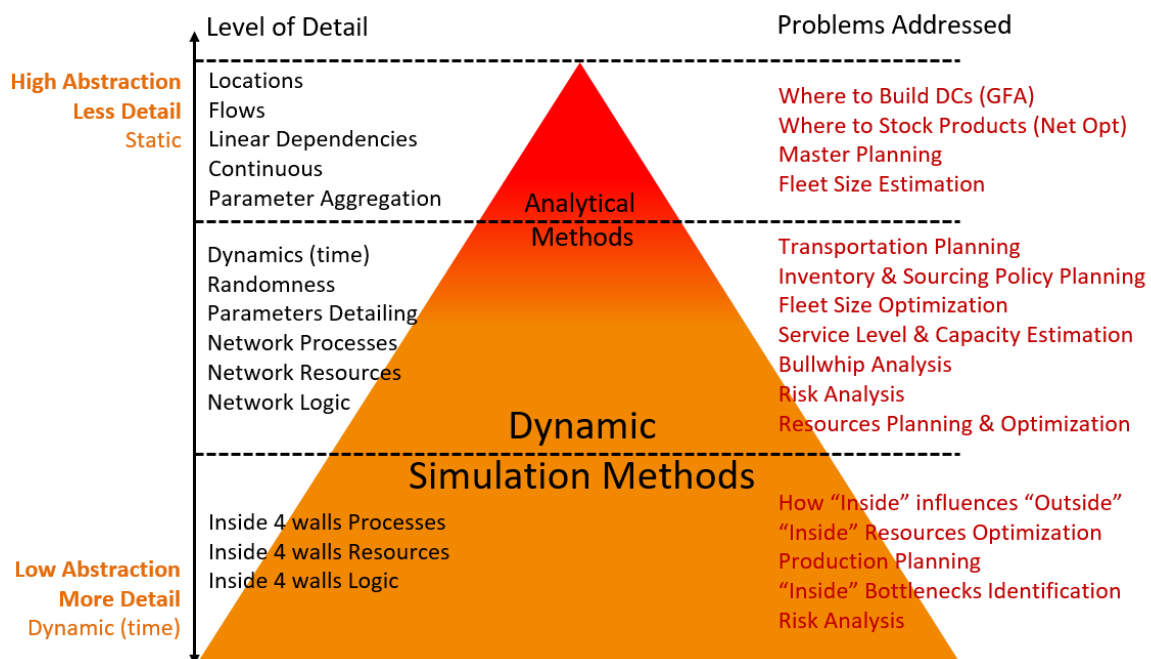 Level of Detail
Problems Addressed
High Abstraction
Less Detail
Static
Locations
Flows
Linear Dependencies
Continuous
Parameter Aggregation
Where to Build DCs (GFA)
Where to Stock Products (Net Opt)
Master Planning
Fleet Size Estimation
Analytical
Methods
Dynamics (time)
Randomness
Parameters Detailing
Network Processes
Network Resources
Network Logic
Transportation Planning
Inventory & Sourcing Policy Planning
Fleet Size Optimization
Service Level & Capacity Estimation
Bullwhip Analysis
Risk Analysis
Resources Planning & Optimization
Dynamic
Simulation Methods
Inside 4 walls Processes
Inside 4 walls Resources
Inside 4 walls Logic
How “Inside” influences “Outside”
“Inside” Resources Optimization
Production Planning
“Inside” Bottlenecks Identification
Risk Analysis
Low Abstraction
More Detail
Dynamic (time)